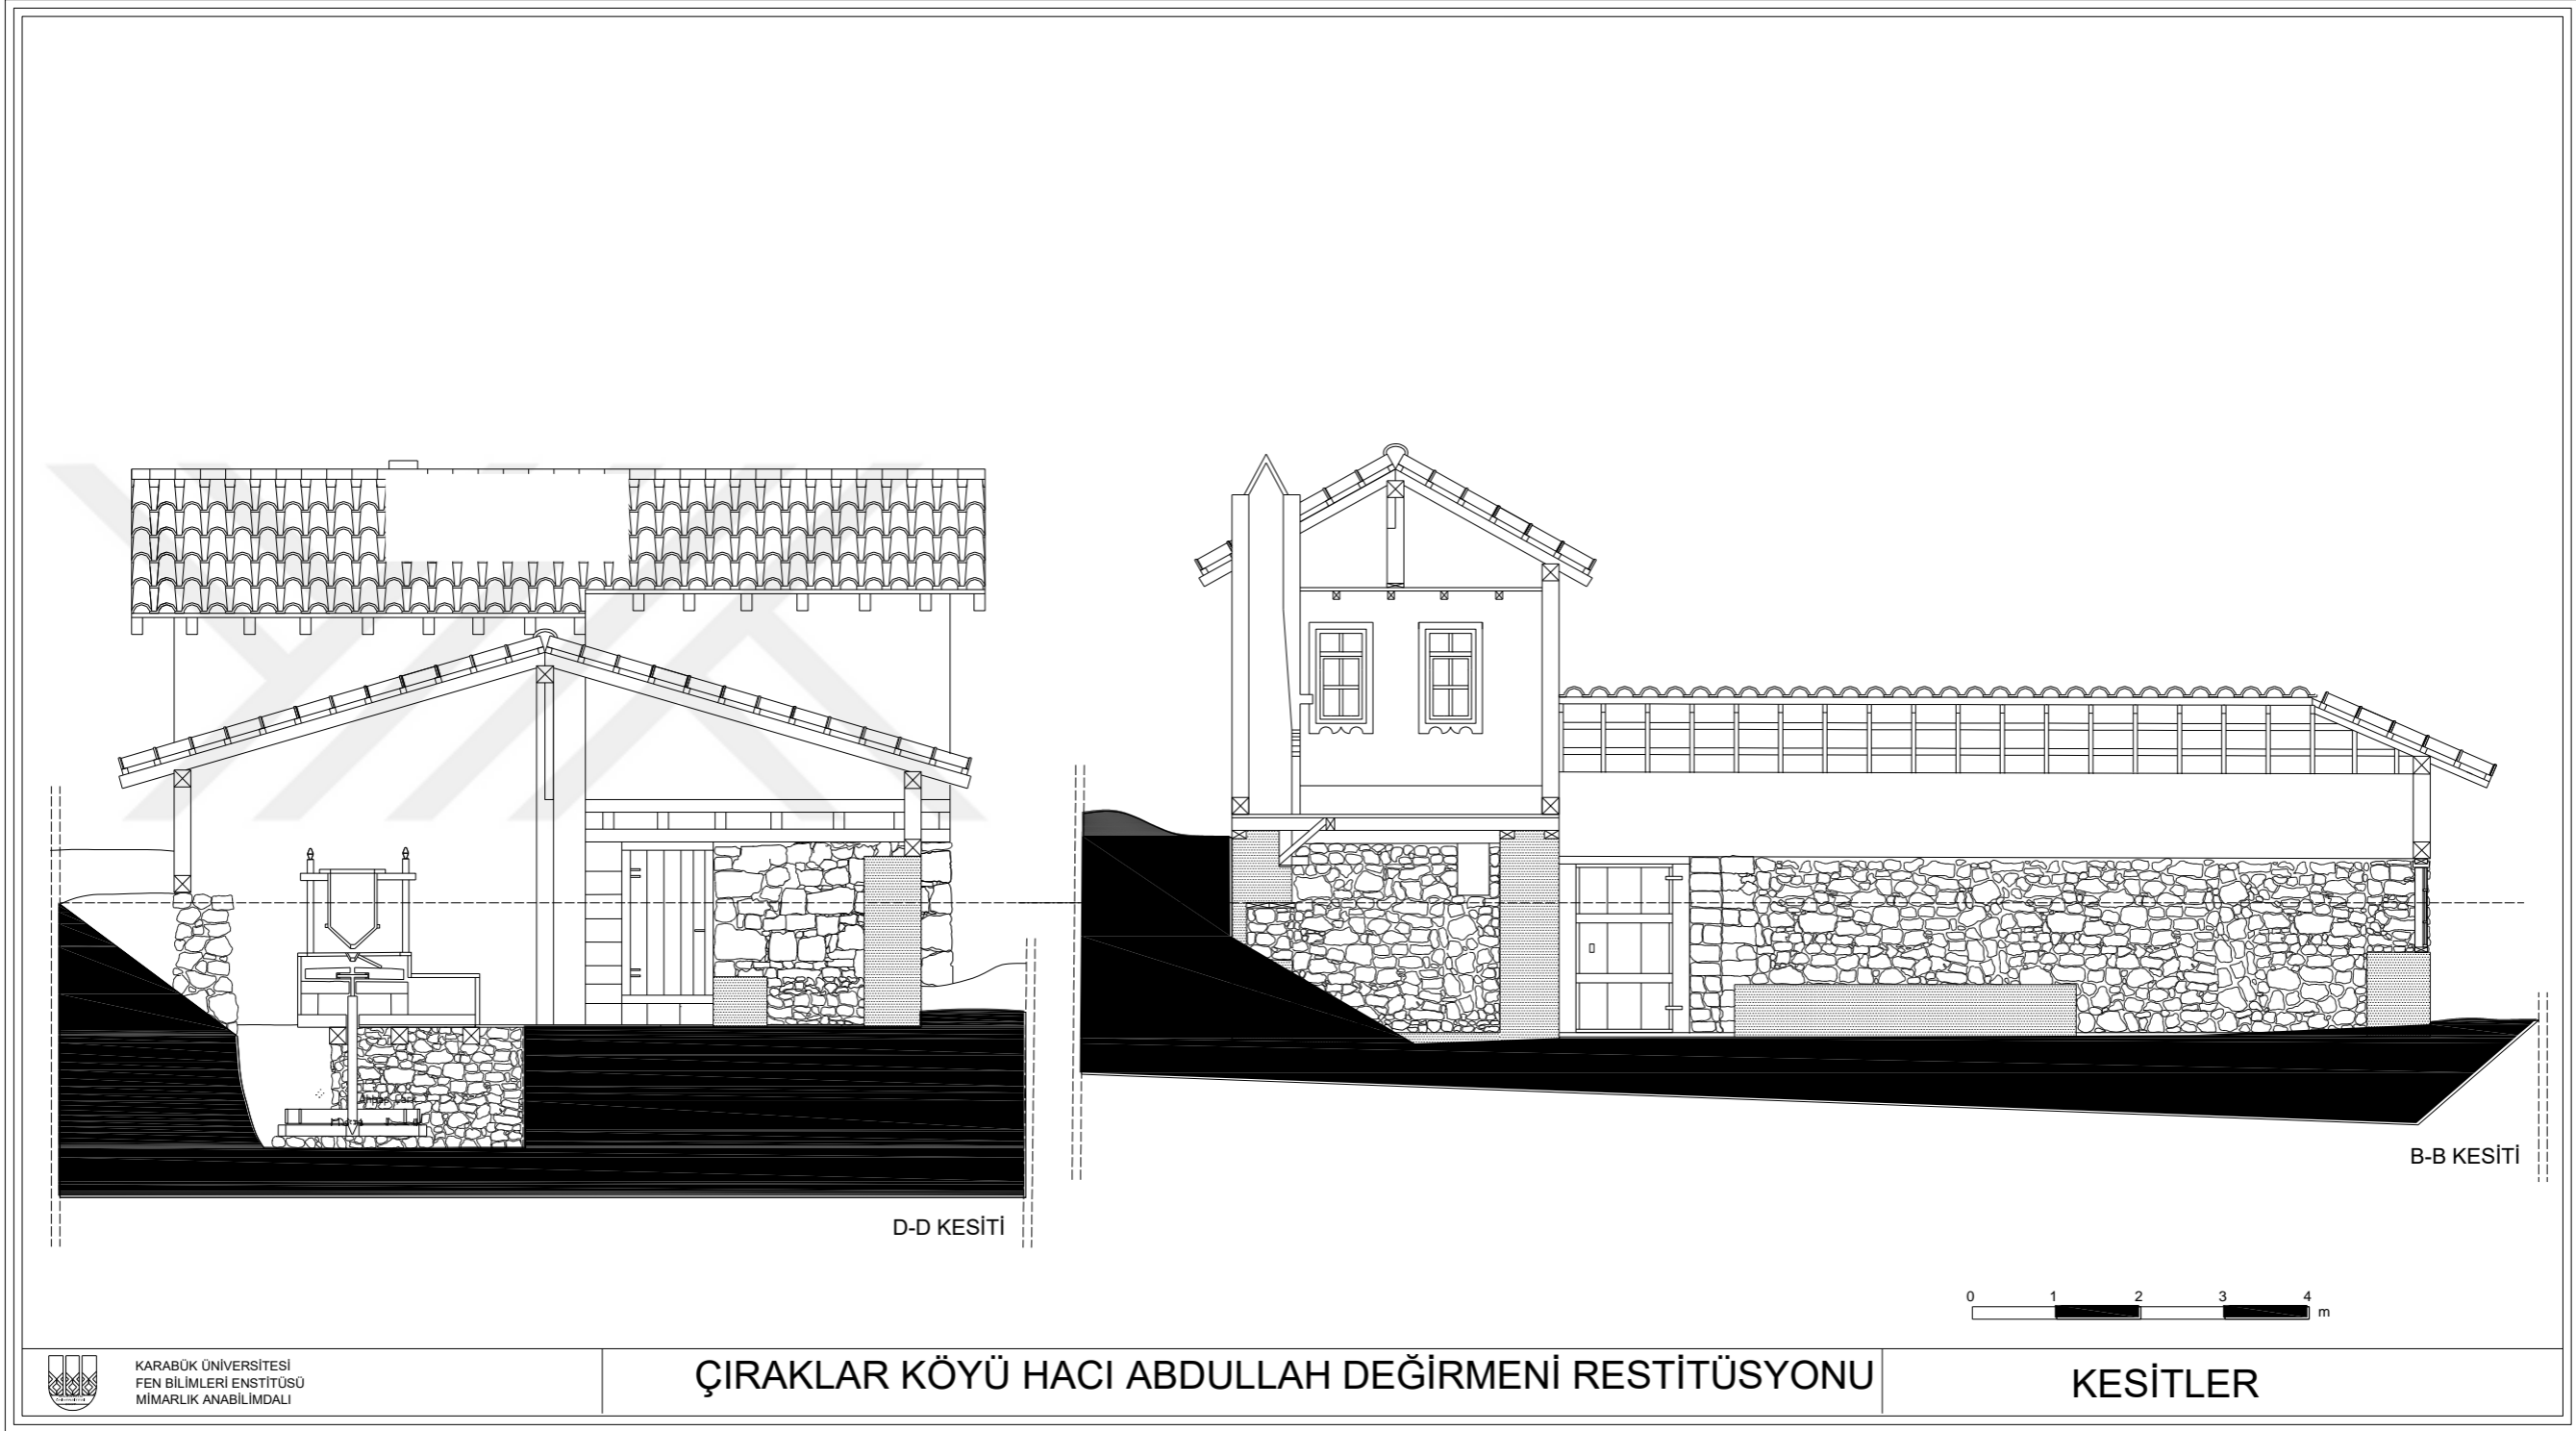 D-D KESİTİ
B-B KESİTİ
0 1 2 3 4
m
KARABÜK ÜNİVERSİTESİ
FEN BİLİMLERİ ENSTİTÜSÜ
MİMARLIK ANABİLİMDALI
ÇIRAKLAR KÖYÜ HACI ABDULLAH DEĞİRMENİ RESTİTÜSYONU
KESİTLER